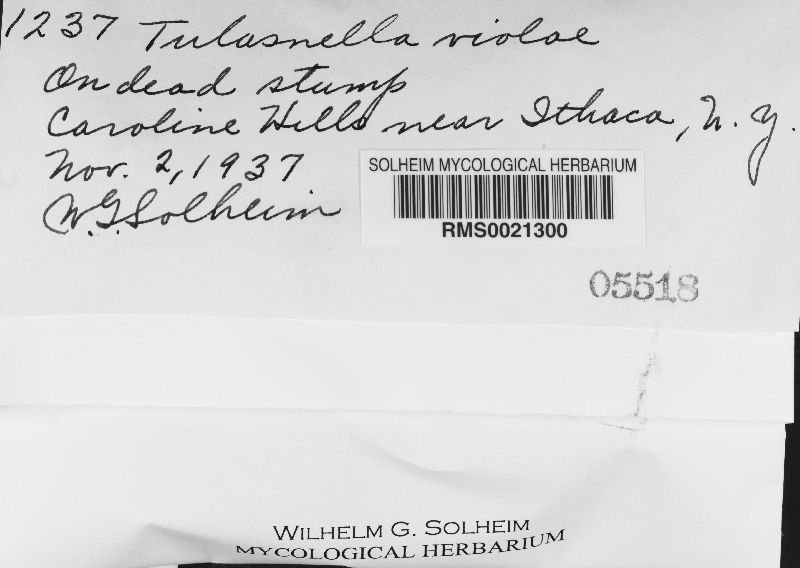 1237 Tulasnella violae
On dead stump
Caroline Hills near Ithaca, N. Y.
Nov. 2, 1937
W.G. Solheim
SOLHEIM MYCOLOGICAL HERBARIUM
RMS0021300
05518
WILHELM G. SOLHEIM
MYCOLOGICAL HERBARIUM